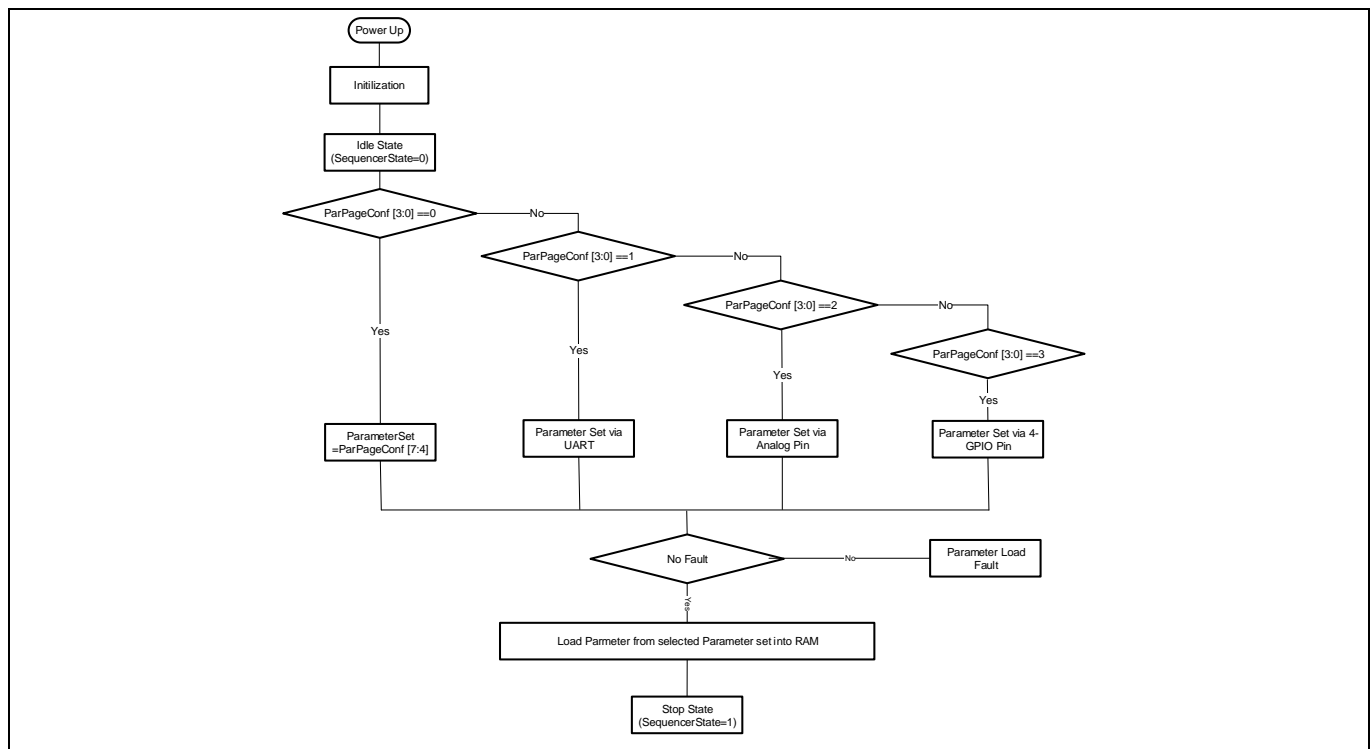 Power Up
Initilization
Idle State
(SequencerState=0)
ParPageConf [3:0] ==0
No
ParPageConf [3:0] ==1
No
ParPageConf [3:0] ==2
No
ParPageConf [3:0] ==3
Yes
Yes
Yes
Yes
ParameterSet
=ParPageConf [7:4]
Parameter Set via
UART
Parameter Set via
Analog Pin
Parameter Set via 4-
GPIO Pin
No Fault
No
Parameter Load
Fault
Yes
Load Parmeter from selected Parameter set into RAM
Stop State
(SequencerState=1)